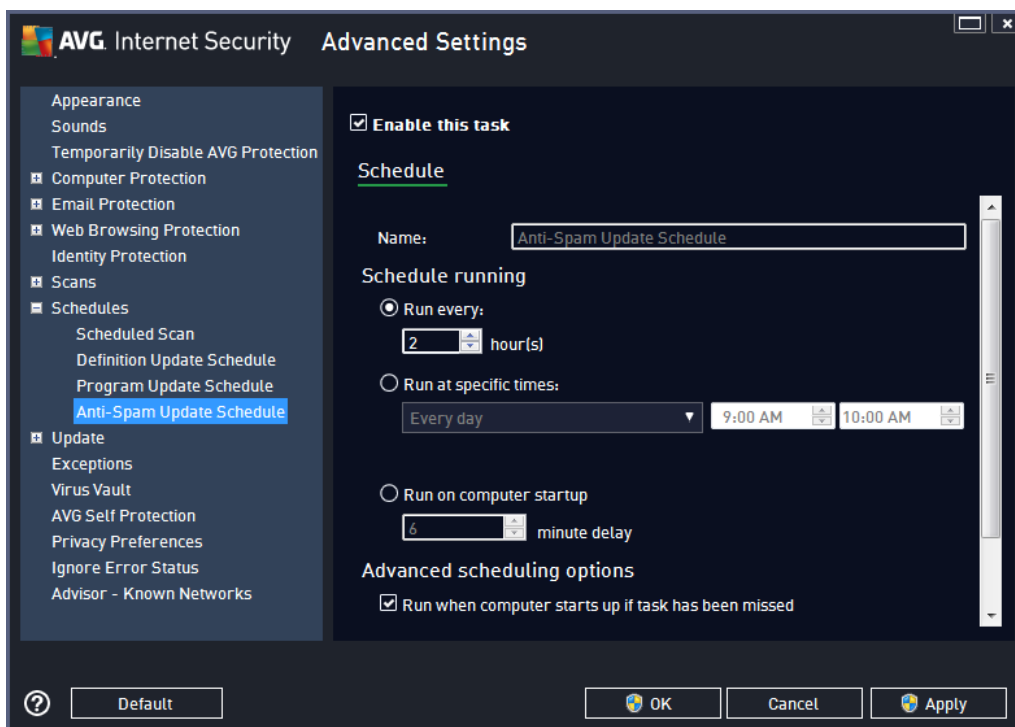 AVG. Internet Security Advanced Settings
Appearance
Sounds
Temporarily Disable AVG Protection
Computer Protection
Email Protection
Web Browsing Protection
Identity Protection
Scans
Schedules
Scheduled Scan
Definition Update Schedule
Program Update Schedule
Anti-Spam Update Schedule
Update
Exceptions
Virus Vault
AVG Self Protection
Privacy Preferences
Ignore Error Status
Advisor - Known Networks
Enable this task
Schedule
Name: Anti-Spam Update Schedule
Schedule running
Run every:
2 hour(s)
Run at specific times:
Every day 9:00 AM 10:00 AM
Run on computer startup
6 minute delay
Advanced scheduling options
Run when computer starts up if task has been missed
? Default OK Cancel Apply